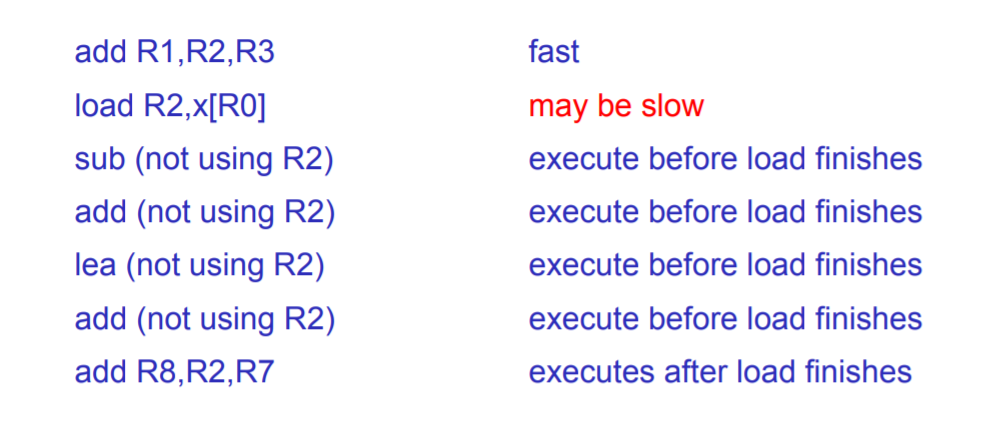 add R1,R2,R3 fast
load R2,x[R0] may be slow
sub (not using R2) execute before load finishes
add (not using R2) execute before load finishes
lea (not using R2) execute before load finishes
add (not using R2) execute before load finishes
add R8,R2,R7 executes after load finishes